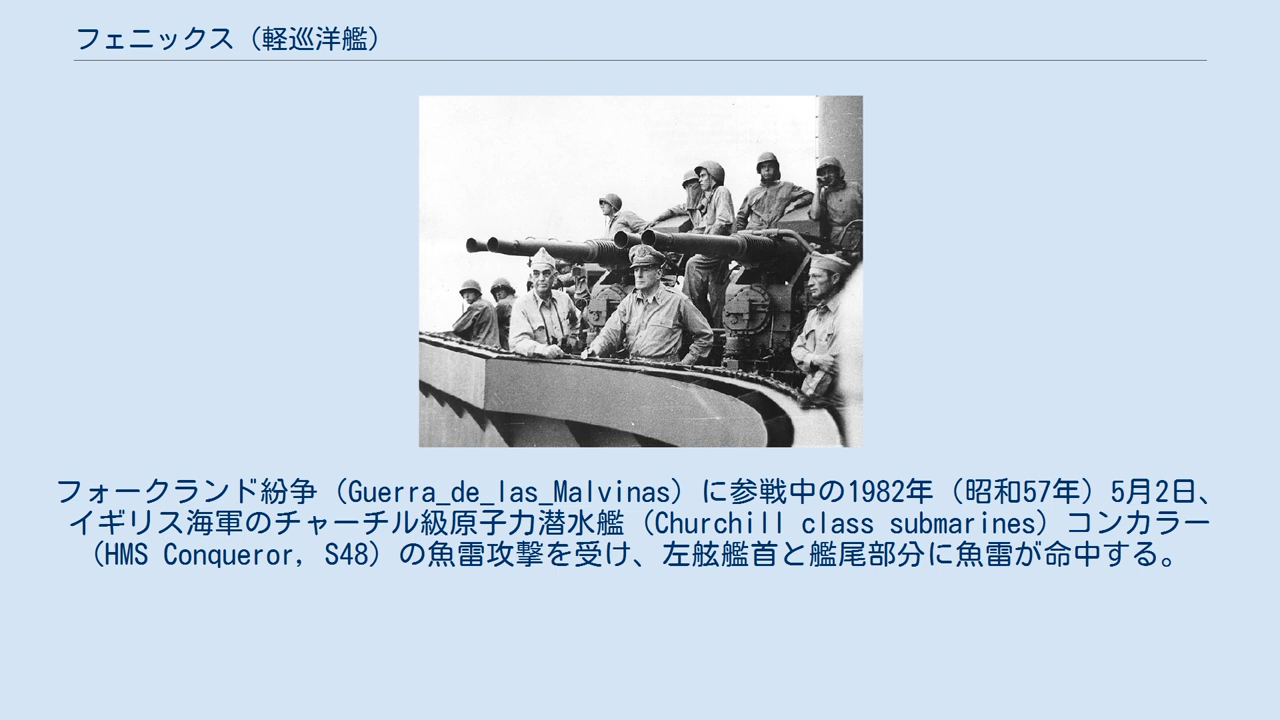 フェニックス（軽巡洋艦）
フォークランド紛争（Guerra_de_las_Malvinas）に参戦中の1982年（昭和57年）5月2日、
イギリス海軍のチャーチル級原子力潜水艦（Churchill class submarines）コンカラー
（HMS Conqueror, S48）の魚雷攻撃を受け、左舷艦首と艦尾部分に魚雷が命中する。